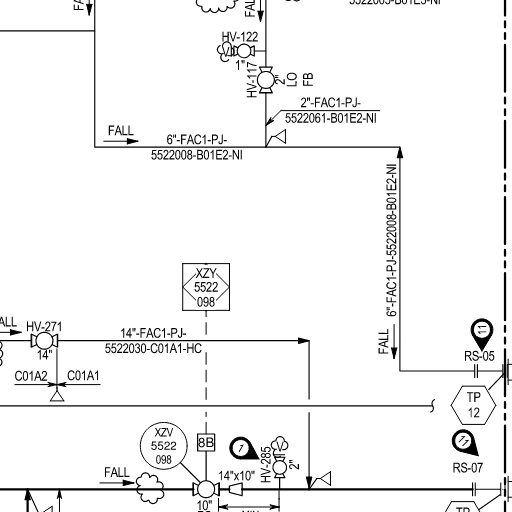 FALL
FA
5522065-B01E3-NI
HV-122
1"
HV-117
2"
LO
FB
2"-FAC1-PJ-
5522061-B01E2-NI
FALL
6"-FAC1-PJ-
5522008-B01E2-NI
6"-FAC1-PJ-5522008-B01E2-NI
FALL
XZY
5522
098
ALL
HV-271
14"
14"-FAC1-PJ-
5522030-C01A1-HC
C01A2
C01A1
11
RS-05
TP
12
XZV
5522
098
8B
7
HV-285
2"
11
RS-07
FALL
14"x10"
10"
TP